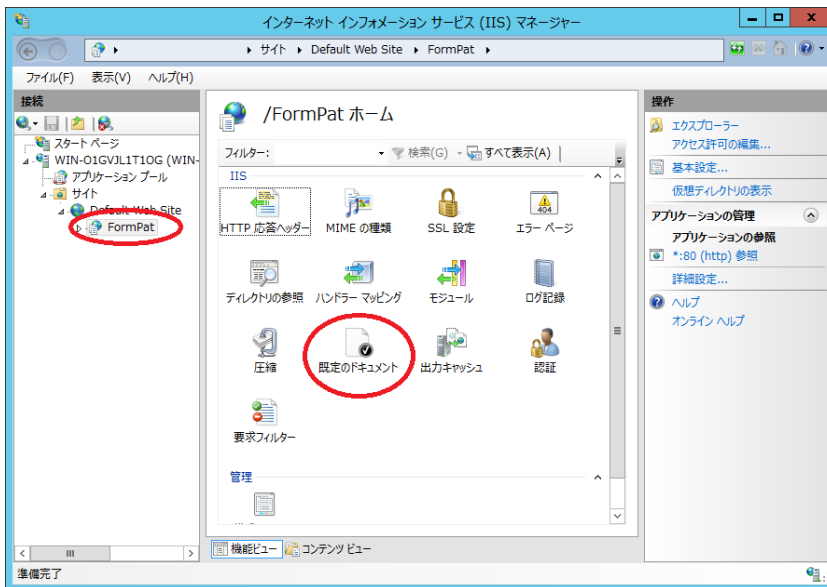 インターネット インフォメーション サービス (IIS) マネージャー
サイト Default Web Site FormPat
ファイル(F) 表示(V) ヘルプ(H)
接続
スタート ページ
WIN-O1GVJL1T1OG (WIN-
アプリケーション プール
サイト
Default Web Site
FormPat
/FormPat ホーム
フィルター: 検索(G) すべて表示(A)
IIS
HTTP 応答ヘッダー MIME の種類 SSL 設定 エラー ページ
404
ディレクトリの参照 ハンドラー マッピング モジュール ログ記録
圧縮 既定のドキュメント 出力キャッシュ 認証
要求フィルター
管理
機能ビュー コンテンツ ビュー
操作
エクスプローラー
アクセス許可の編集...
基本設定...
仮想ディレクトリの表示
アプリケーションの管理
アプリケーションの参照
*:80 (http) 参照
詳細設定...
ヘルプ
オンライン ヘルプ
準備完了